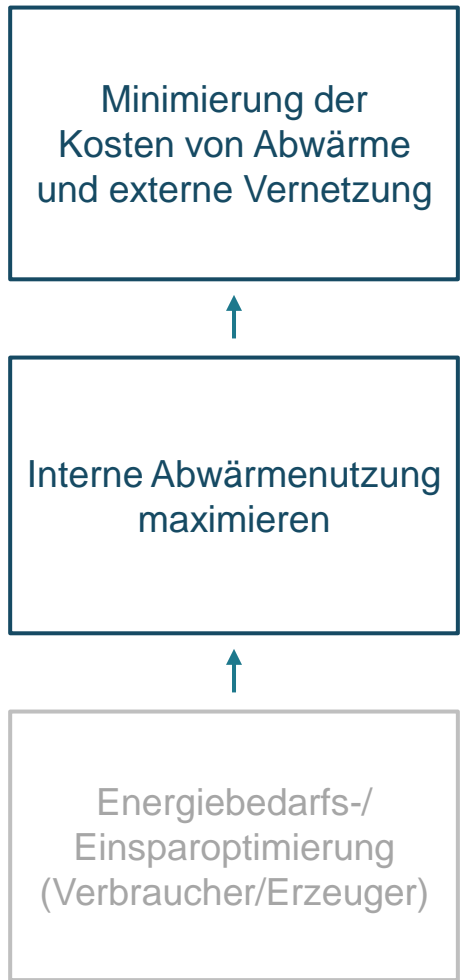 Minimierung der
Kosten von Abwärme
und externe Vernetzung
Interne Abwärmenutzung
maximieren
Energiebedarfs-/
Einsparoptimierung
(Verbraucher/Erzeuger)